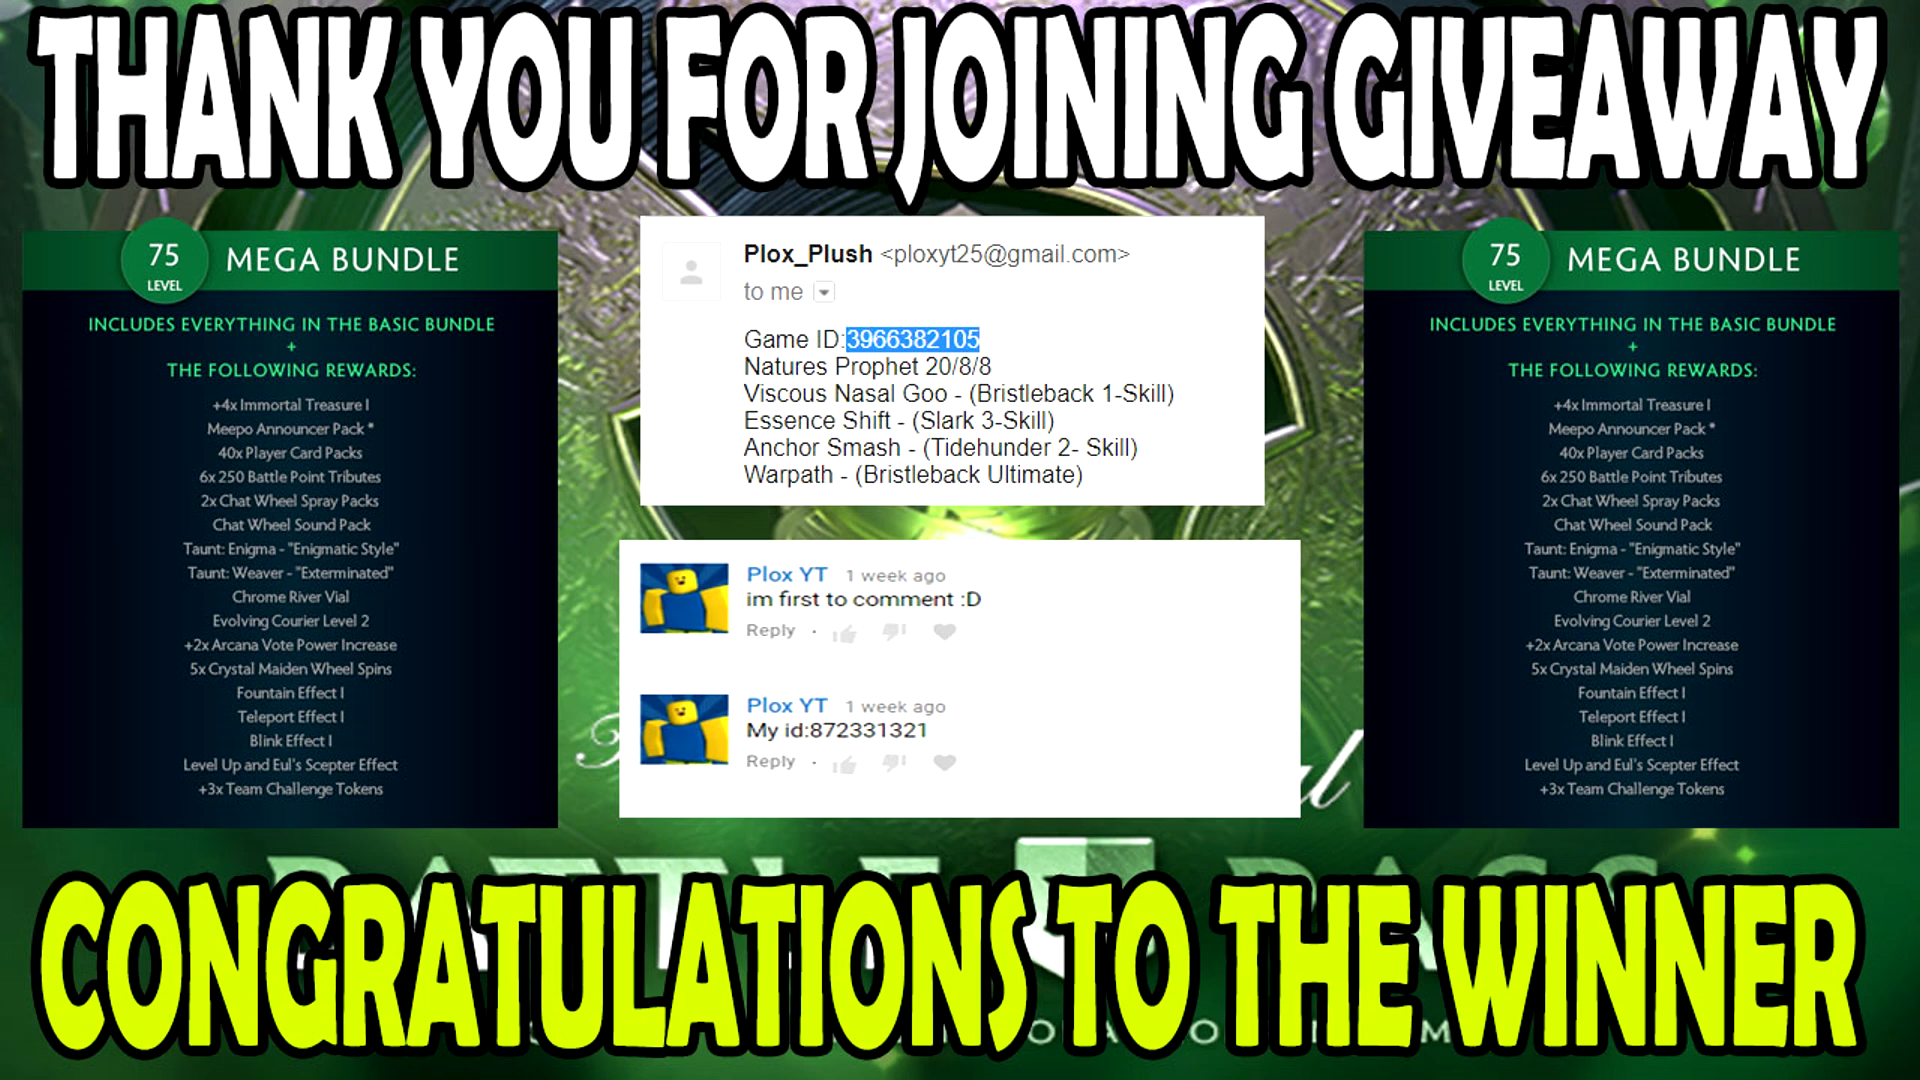 THANK YOU FOR JOINING GIVEAWAY
75
LEVEL
MEGA BUNDLE
INCLUDES EVERYTHING IN THE BASIC BUNDLE
+
THE FOLLOWING REWARDS:
+4x Immortal Treasure I
Meepo Announcer Pack *
40x Player Card Packs
6x 250 Battle Point Tributes
2x Chat Wheel Spray Packs
Chat Wheel Sound Pack
Taunt: Enigma - "Enigmatic Style"
Taunt: Weaver - "Exterminated"
Chrome River Vial
Evolving Courier Level 2
+2x Arcana Vote Power Increase
5x Crystal Maiden Wheel Spins
Fountain Effect I
Teleport Effect I
Blink Effect I
Level Up and Eul's Scepter Effect
+3x Team Challenge Tokens
Plox_Plush <ploxyt25@gmail.com>
to me
Game ID:3966382105
Natures Prophet 20/8/8
Viscous Nasal Goo - (Bristleback 1-Skill)
Essence Shift - (Slark 3-Skill)
Anchor Smash - (Tidehunder 2- Skill)
Warpath - (Bristleback Ultimate)
Plox YT 1 week ago
im first to comment :D
Reply ·
Plox YT 1 week ago
My id:872331321
Reply ·
75
LEVEL
MEGA BUNDLE
INCLUDES EVERYTHING IN THE BASIC BUNDLE
+
THE FOLLOWING REWARDS:
+4x Immortal Treasure I
Meepo Announcer Pack *
40x Player Card Packs
6x 250 Battle Point Tributes
2x Chat Wheel Spray Packs
Chat Wheel Sound Pack
Taunt: Enigma - "Enigmatic Style"
Taunt: Weaver - "Exterminated"
Chrome River Vial
Evolving Courier Level 2
+2x Arcana Vote Power Increase
5x Crystal Maiden Wheel Spins
Fountain Effect I
Teleport Effect I
Blink Effect I
Level Up and Eul's Scepter Effect
+3x Team Challenge Tokens
BATTLE PASS
CONGRATULATIONS TO THE WINNER